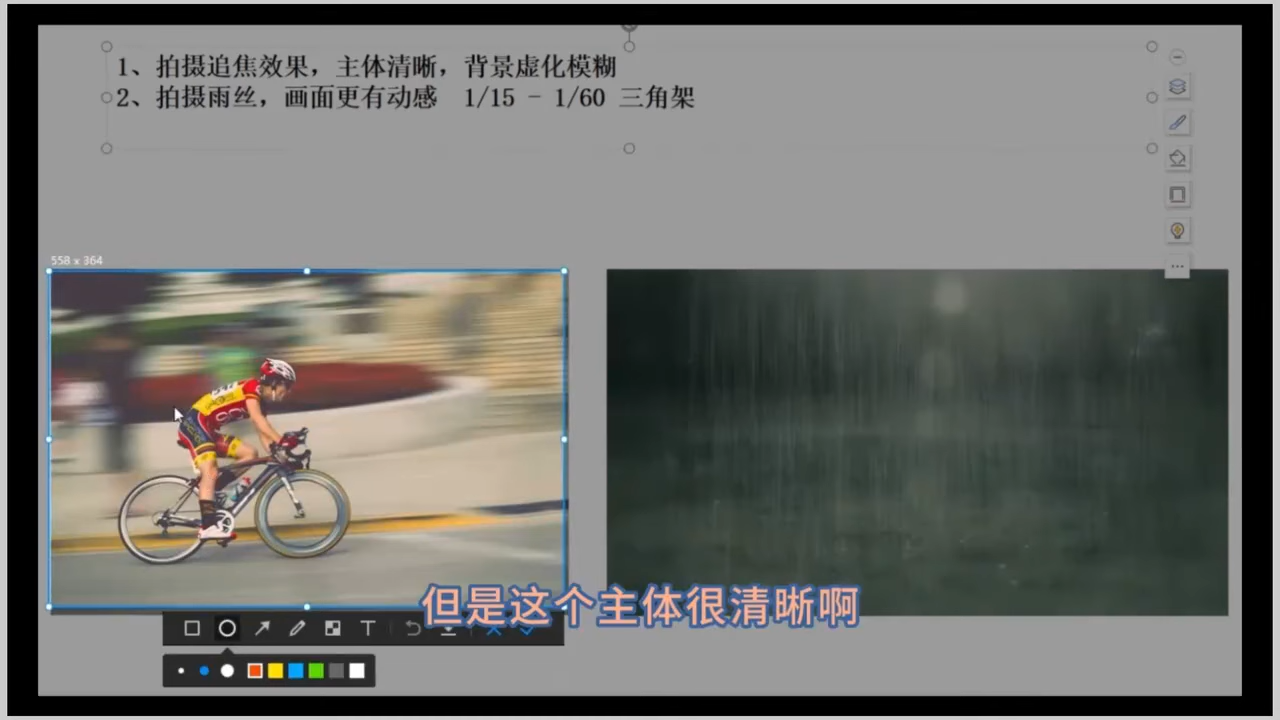 1、拍摄追焦效果，主体清晰，背景虚化模糊
2、拍摄雨丝，画面更有动感 1/15 - 1/60 三角架
558 x 364
但是这个主体很清晰啊